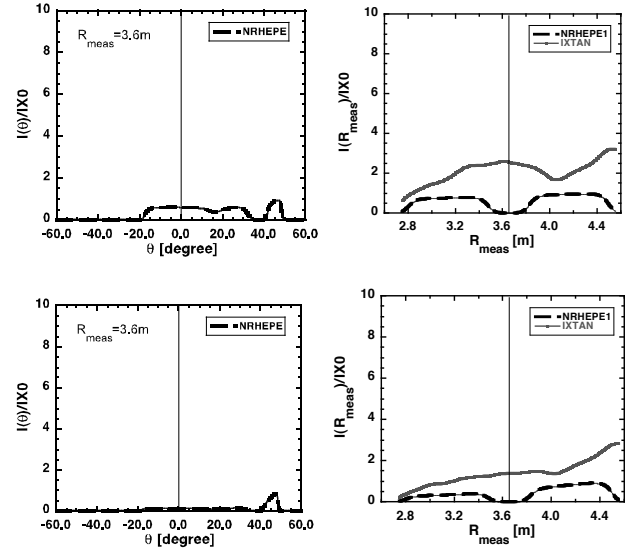 10
8
6
4
2
0
I(θ)/IX0
R meas =3.6m
NRHEPE
-60.0 -40.0 -20.0 0.0 20.0 40.0 60.0
θ [degree]
10
8
6
4
2
0
I(R meas)/IX0
NRHEPE1
IXTAN
2.8 3.2 3.6 4 4.4
R meas [m]
10
8
6
4
2
0
I(θ)/IX0
R meas =3.6m
NRHEPE
-60.0 -40.0 -20.0 0.0 20.0 40.0 60.0
θ [degree]
10
8
6
4
2
0
I(R meas)/IX0
NRHEPE1
IXTAN
2.8 3.2 3.6 4 4.4
R meas [m]